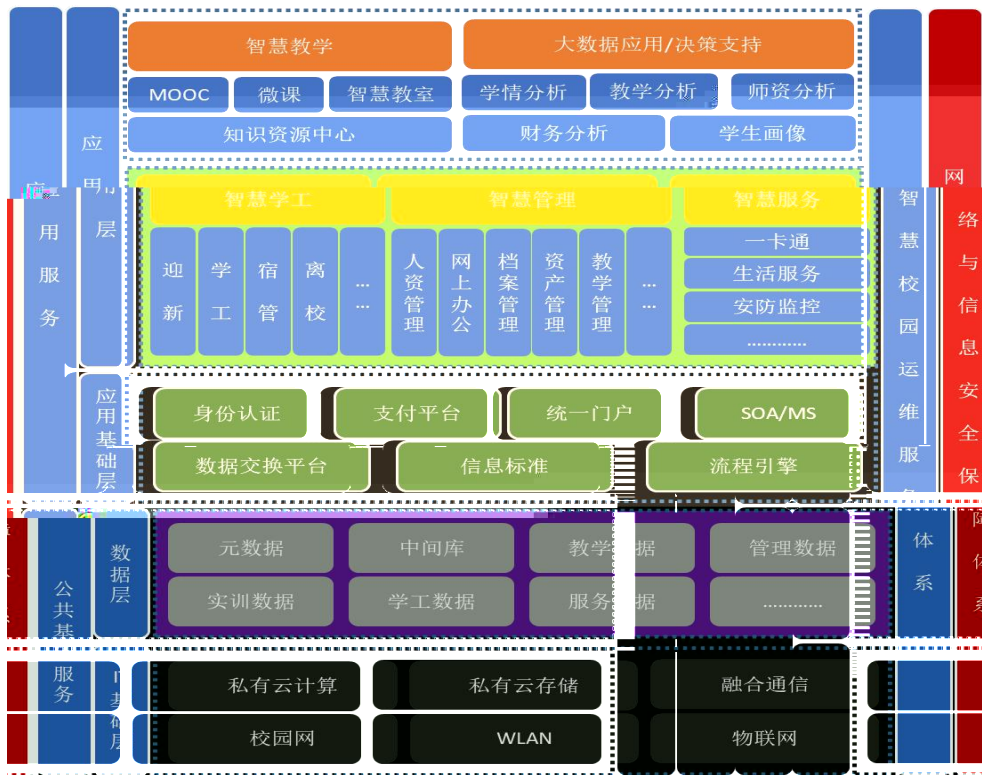 智慧教学
大数据应用/决策支持
MOOC
微课
智慧教室
学情分析
教学分析
师资分析
知识资源中心
财务分析
学生画像
智慧学工
智慧管理
智慧服务
迎新
学工
宿管
离校
......
人资管理
网上办公
档案管理
资产管理
教学管理
......
一卡通
生活服务
安防监控
............
身份认证
支付平台
统一门户
SOA/MS
数据交换平台
信息标准
流程引擎
元数据
中间库
教学 据
管理数据
实训数据
学工数据
服务 据
............
私有云计算
私有云存储
融合通信
校园网
WLAN
物联网
应用服务
应用层
应用基础层
公共基
服务
数据层
基础层
智慧校园运维服
体系
网络与信息安全保
体